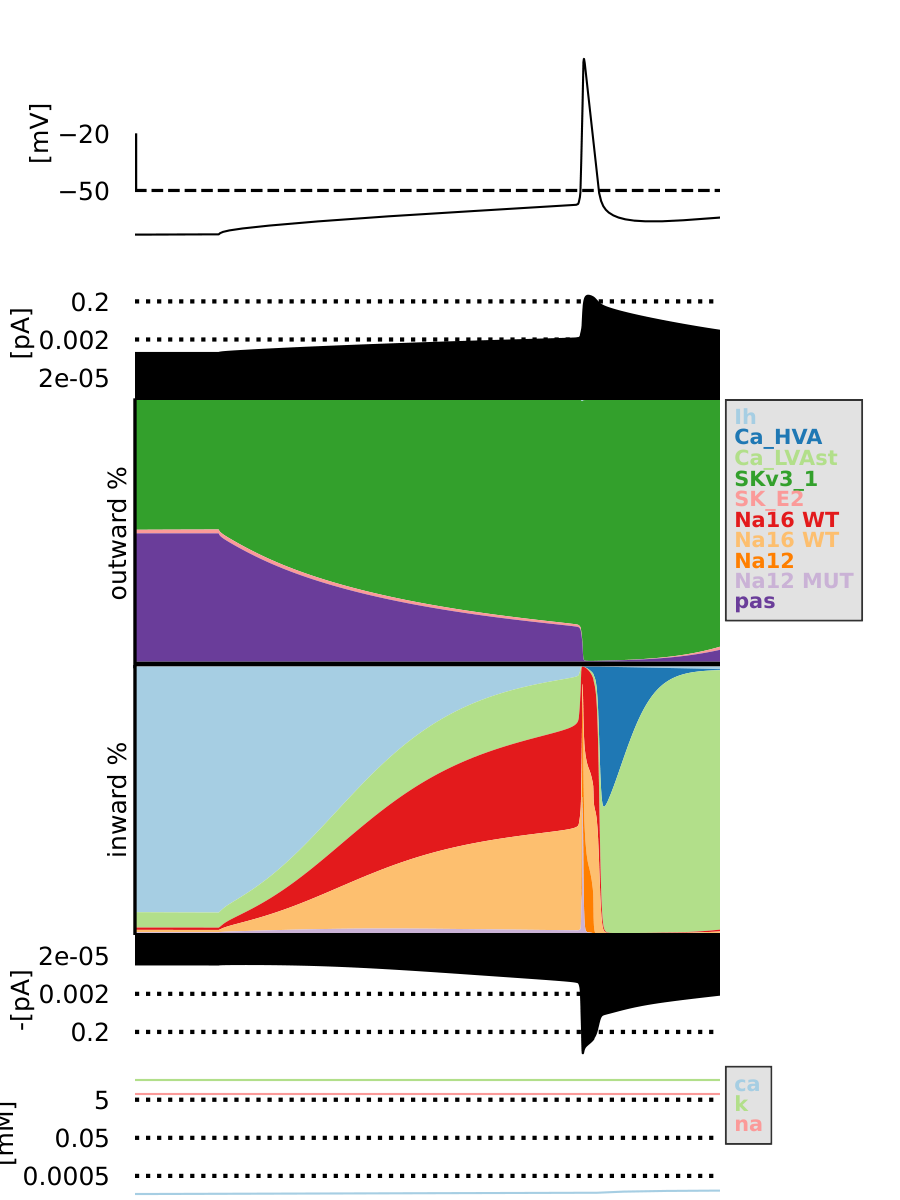 [mV]
−20
−50
[pA]
0.2
0.002
2e-05
outward %
Ih
Ca_HVA
Ca_LVAst
SKv3_1
SK_E2
Na16 WT
Na16 WT
Na12
Na12 MUT
pas
inward %
-[pA]
2e-05
0.002
0.2
[mM]
5
0.05
0.0005
ca
k
na